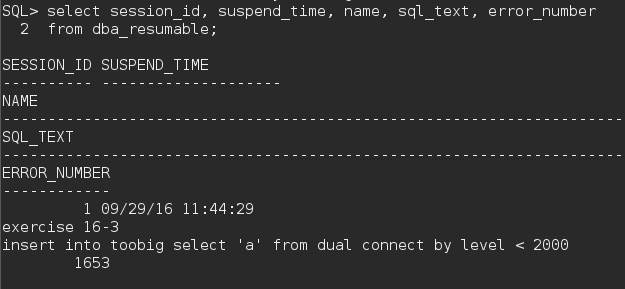 SQL> select session_id, suspend_time, name, sql_text, error_number
  2  from dba_resumable;

SESSION_ID SUSPEND_TIME
---------- -------------------
NAME
--------------------------------------------------------------------------------
SQL_TEXT
--------------------------------------------------------------------------------
ERROR_NUMBER
------------
         1 09/29/16 11:44:29
exercise 16-3
insert into toobig select 'a' from dual connect by level < 2000
        1653